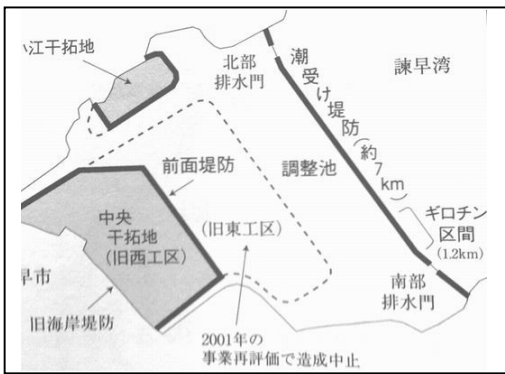 小江干拓地
北部
排水門
潮受け堤防(約7km)
諫早湾
前面堤防
調整池
ギロチン
区間
(1.2km)
中央
干拓地
(旧西工区)
(旧東工区)
早市
南部
排水門
旧海岸堤防
2001年の
事業再評価で造成中止